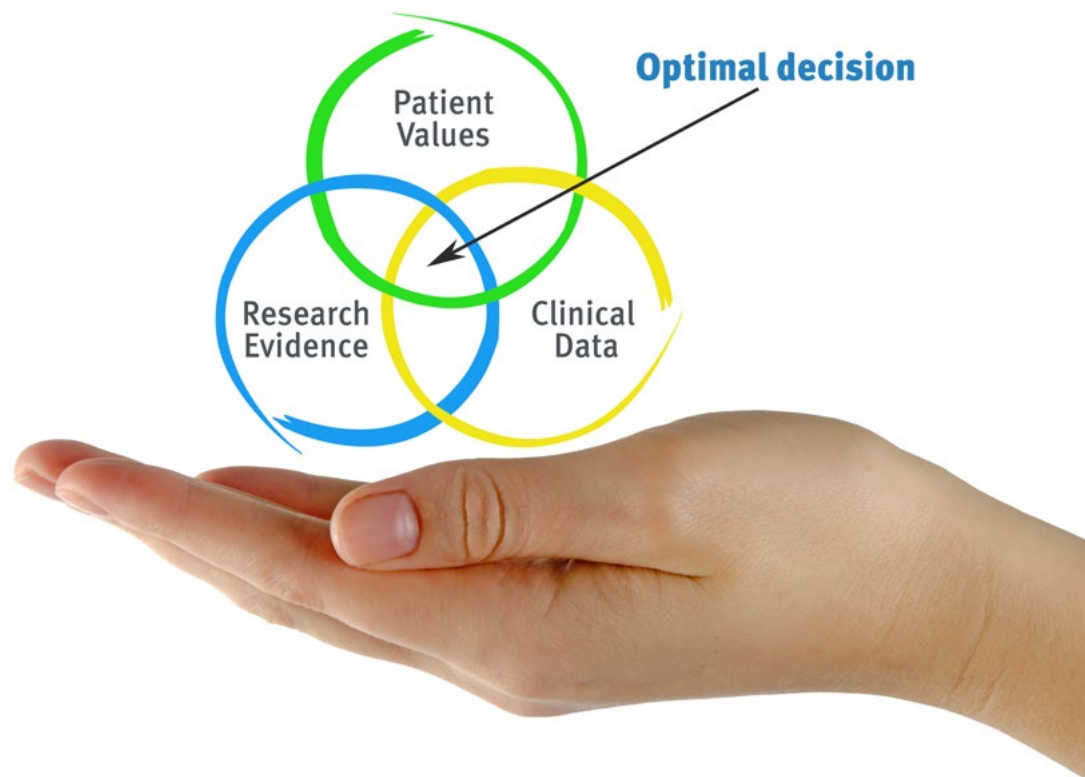 Optimal decision
Patient
Values
Research
Evidence
Clinical
Data